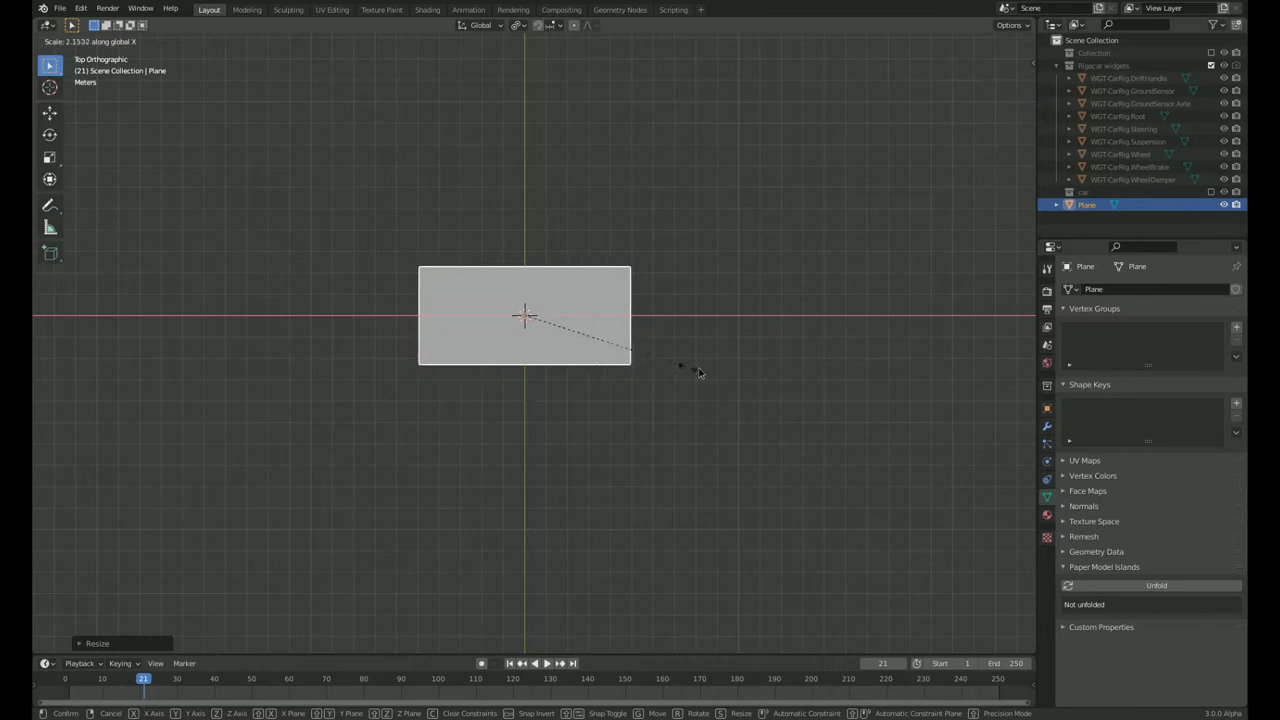 File Edit Render Window Help Layout Modeling Sculpting UV Editing Texture Paint Shading Animation Rendering Compositing Geometry Nodes Scripting + Scene View Layer
Global Options
Scale: 2.1532 along global X
Top Orthographic
(21) Scene Collection | Plane
Meters
Scene Collection
Collection
Rigacar widgets
WGT-CarRig.DriftHandle
WGT-CarRig.GroundSensor
WGT-CarRig.GroundSensor.Axle
WGT-CarRig.Root
WGT-CarRig.Steering
WGT-CarRig.Suspension
WGT-CarRig.Wheel
WGT-CarRig.WheelBrake
WGT-CarRig.WheelDamper
car
Plane
Plane Plane
Plane
Vertex Groups
Shape Keys
UV Maps
Vertex Colors
Face Maps
Normals
Texture Space
Remesh
Geometry Data
Paper Model Islands
Unfold
Not unfolded
Custom Properties
Resize
Playback Keying View Marker 21 Start 1 End 250
0 10 21 30 40 50 60 70 80 90 100 110 120 130 140 150 160 170 180 190 200 210 220 230 240 250
Confirm Cancel X X Axis Y Y Axis Z Z Axis X X Plane Y Y Plane Z Z Plane C Clear Constraints Snap Invert Snap Toggle G Move R Rotate S Resize Automatic Constraint Automatic Constraint Plane Precision Mode 3.0.0 Alpha